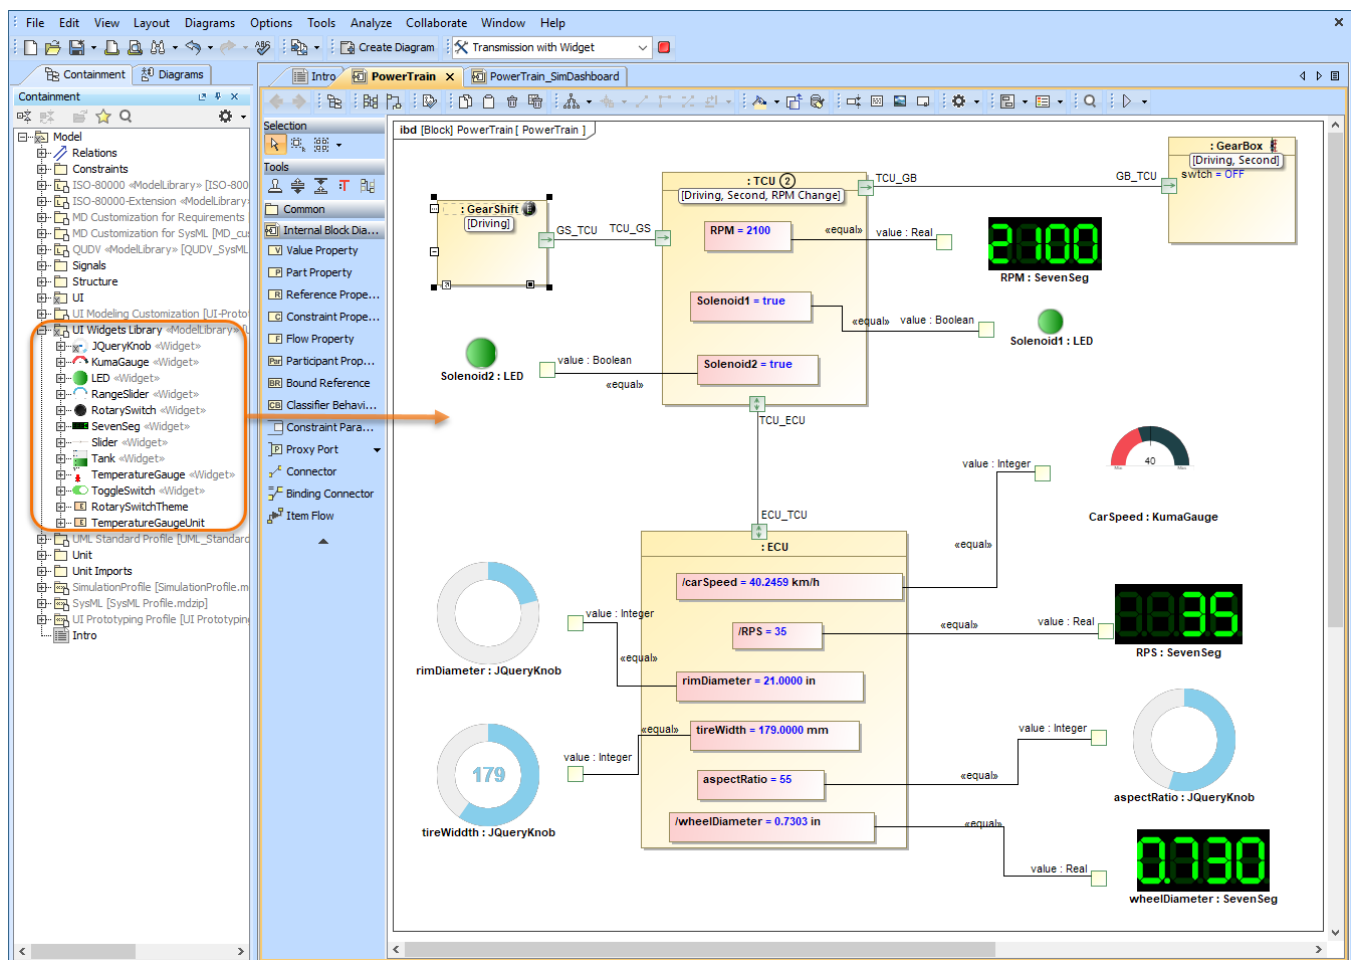 File Edit View Layout Diagrams Options Tools Analyze Collaborate Window Help
Create Diagram Transmission with Widget
Containment Diagrams
Intro PowerTrain PowerTrain_SimDashboard
Containment
Model
Relations
Constraints
ISO-80000 «ModelLibrary» [ISO-800
ISO-80000-Extension «ModelLibrary»
MD Customization for Requirements
MD Customization for SysML [MD_cus
QUDV «ModelLibrary» [QUDV_SysML
Signals
Structure
UI
UI Modeling Customization [UI-Proto
UI Widgets Library «ModelLibrary»
JQueryKnob «Widget»
KumaGauge «Widget»
LED «Widget»
RangeSlider «Widget»
RotarySwitch «Widget»
SevenSeg «Widget»
Slider «Widget»
Tank «Widget»
TemperatureGauge «Widget»
ToggleSwitch «Widget»
RotarySwitchTheme
TemperatureGaugeUnit
UML Standard Profile [UML_Standard
Unit
Unit Imports
SimulationProfile [SimulationProfile.m
SysML [SysML Profile.mdzip]
UI Prototyping Profile [UI Prototyping
Intro
Selection
Tools
Common
Internal Block Dia...
Value Property
Part Property
Reference Prope...
Constraint Prope...
Flow Property
Participant Prop...
Bound Reference
Classifier Behavi...
Constraint Para...
Proxy Port
Connector
Binding Connector
Item Flow
ibd [Block] PowerTrain [ PowerTrain ]
: GearShift
[Driving]
GS_TCU TCU_GS
: TCU 2
[Driving, Second, RPM Change]
TCU_GB GB_TCU
: GearBox
[Driving, Second]
swtch = OFF
RPM = 2100
«equal» value : Real
2100
RPM : SevenSeg
Solenoid1 = true
«equal» value : Boolean
Solenoid1 : LED
Solenoid2 = true
value : Boolean
«equal»
Solenoid2 : LED
TCU_ECU
ECU_TCU
value : Integer
40
CarSpeed : KumaGauge
«equal»
: ECU
/carSpeed = 40.2459 km/h
/RPS = 35
«equal» value : Real
35
RPS : SevenSeg
value : Integer
«equal»
rimDiameter : JQueryKnob
rimDiameter = 21.0000 in
tireWidth = 179.0000 mm
«equal»
value : Integer
179
tireWiddth : JQueryKnob
aspectRatio = 55
«equal»
value : Integer
aspectRatio : JQueryKnob
/wheelDiameter = 0.7303 in
«equal»
value : Real
0.730
wheelDiameter : SevenSeg